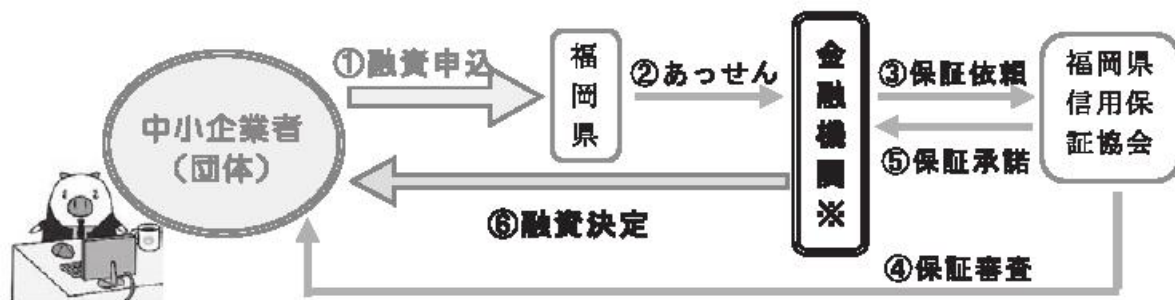 ①融資申込
中小企業者
（団体）
福岡県
②あっせん
金融機関※
③保証依頼
⑤保証承諾
福岡県
信用保
証協会
⑥融資決定
④保証審査